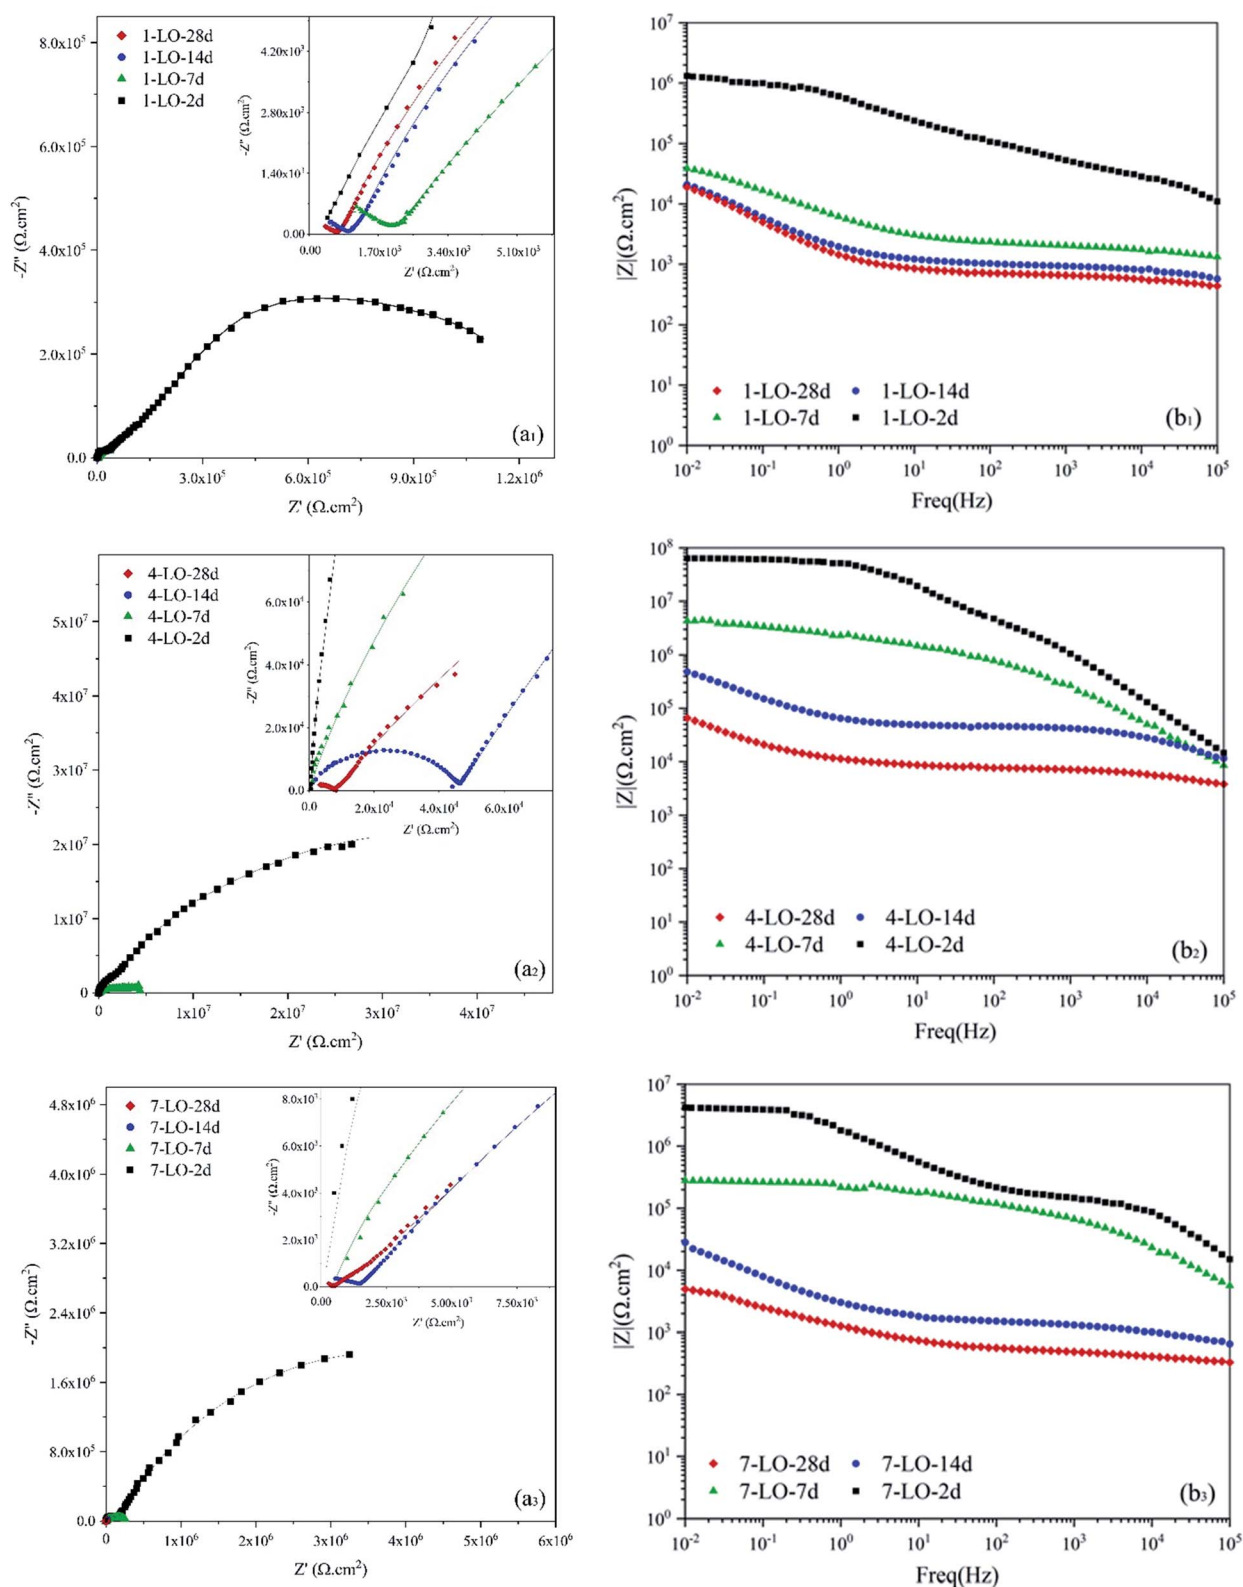 8.0x10⁵
6.0x10⁵
4.0x10⁵
2.0x10⁵
0.0
-Z" (Ω.cm²)
1-LO-28d
1-LO-14d
1-LO-7d
1-LO-2d
4.20x10³
2.80x10³
0.00
-Z" (Ω.cm²)
0.00 1.70x10³ 3.40x10³ 5.10x10³
Z' (Ω.cm²)
(a₁)
0.0 3.0x10⁵ 6.0x10⁵ 9.0x10⁵ 1.2x10⁶
Z' (Ω.cm²)
10⁷
10⁶
10⁵
10⁴
10³
10²
10¹
10⁰
|Z|(Ω.cm²)
1-LO-28d 1-LO-14d
1-LO-7d 1-LO-2d
(b₁)
10⁻² 10⁻¹ 10⁰ 10¹ 10² 10³ 10⁴ 10⁵
Freq(Hz)
5x10⁷
4x10⁷
3x10⁷
2x10⁷
1x10⁷
0
-Z" (Ω.cm²)
4-LO-28d
4-LO-14d
4-LO-7d
4-LO-2d
6.0x10⁴
4.0x10⁴
2.0x10⁴
0.0
-Z" (Ω.cm²)
0.0 2.0x10⁴ 4.0x10⁴ 6.0x10⁴
Z' (Ω.cm²)
(a₂)
0 1x10⁷ 2x10⁷ 3x10⁷ 4x10⁷
Z' (Ω.cm²)
10⁸
10⁷
10⁶
10⁵
10⁴
10³
10²
10¹
10⁰
|Z|(Ω.cm²)
4-LO-28d 4-LO-14d
4-LO-7d 4-LO-2d
(b₂)
10⁻² 10⁻¹ 10⁰ 10¹ 10² 10³ 10⁴ 10⁵
Freq(Hz)
4.8x10⁶
4.0x10⁶
3.2x10⁶
2.4x10⁶
1.6x10⁶
8.0x10⁵
0.0
-Z" (Ω.cm²)
7-LO-28d
7-LO-14d
7-LO-7d
7-LO-2d
8.0x10³
6.0x10³
4.0x10³
0.0
-Z" (Ω.cm²)
0.00 2.50x10³ 5.00x10³ 7.50x10³
Z' (Ω.cm²)
(a₃)
0 1x10⁶ 2x10⁶ 3x10⁶ 4x10⁶ 5x10⁶ 6x10⁶
Z' (Ω.cm²)
10⁷
10⁶
10⁵
10⁴
10³
10²
10¹
10⁰
|Z|(Ω.cm²)
7-LO-28d 7-LO-14d
7-LO-7d 7-LO-2d
(b₃)
10⁻² 10⁻¹ 10⁰ 10¹ 10² 10³ 10⁴ 10⁵
Freq(Hz)